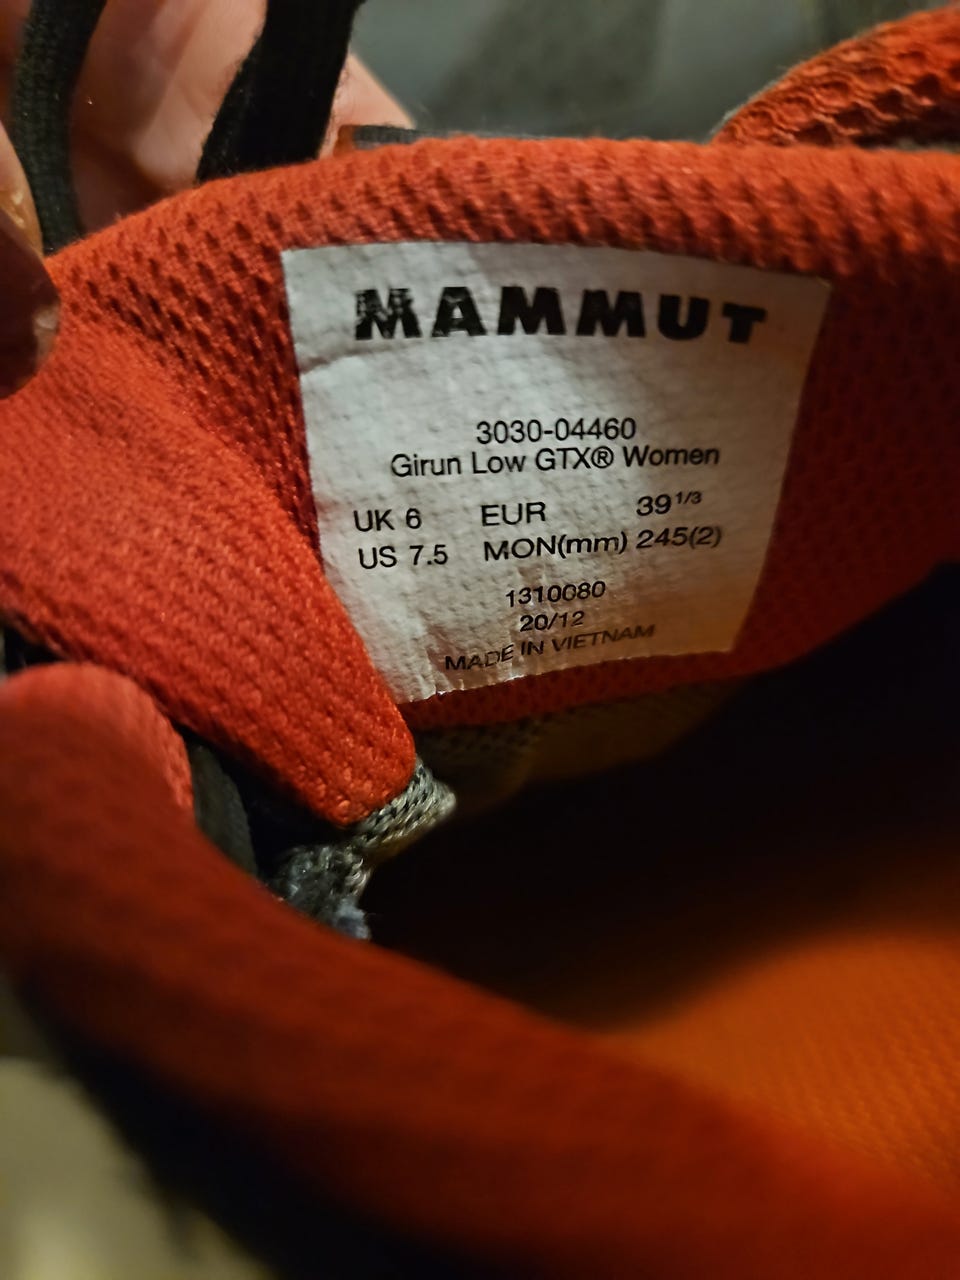 MAMMUT
3030-04460
Girun Low GTX® Women
UK 6 EUR 39 1/3
US 7.5 MON(mm) 245(2)
1310080
20/12
MADE IN VIETNAM